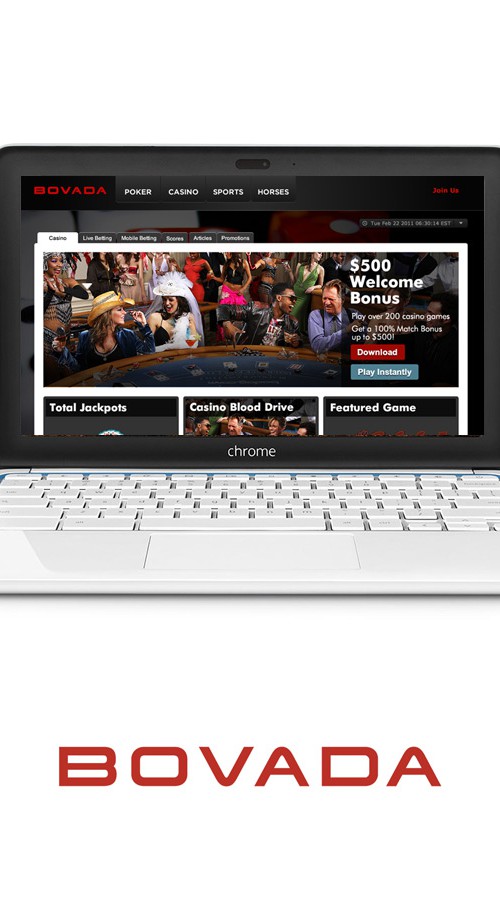 BOVADA
POKER CASINO SPORTS HORSES
Join Us
Tue Feb 22 2011 06:30:14 EST
Casino Live Betting Mobile Betting Scores Articles Promotions
$500
Welcome
Bonus
Play over 200 casino games
Get a 100% Match Bonus
up to $500!
Download
Play Instantly
Total Jackpots Casino Blood Drive Featured Game
chrome
BOVADA